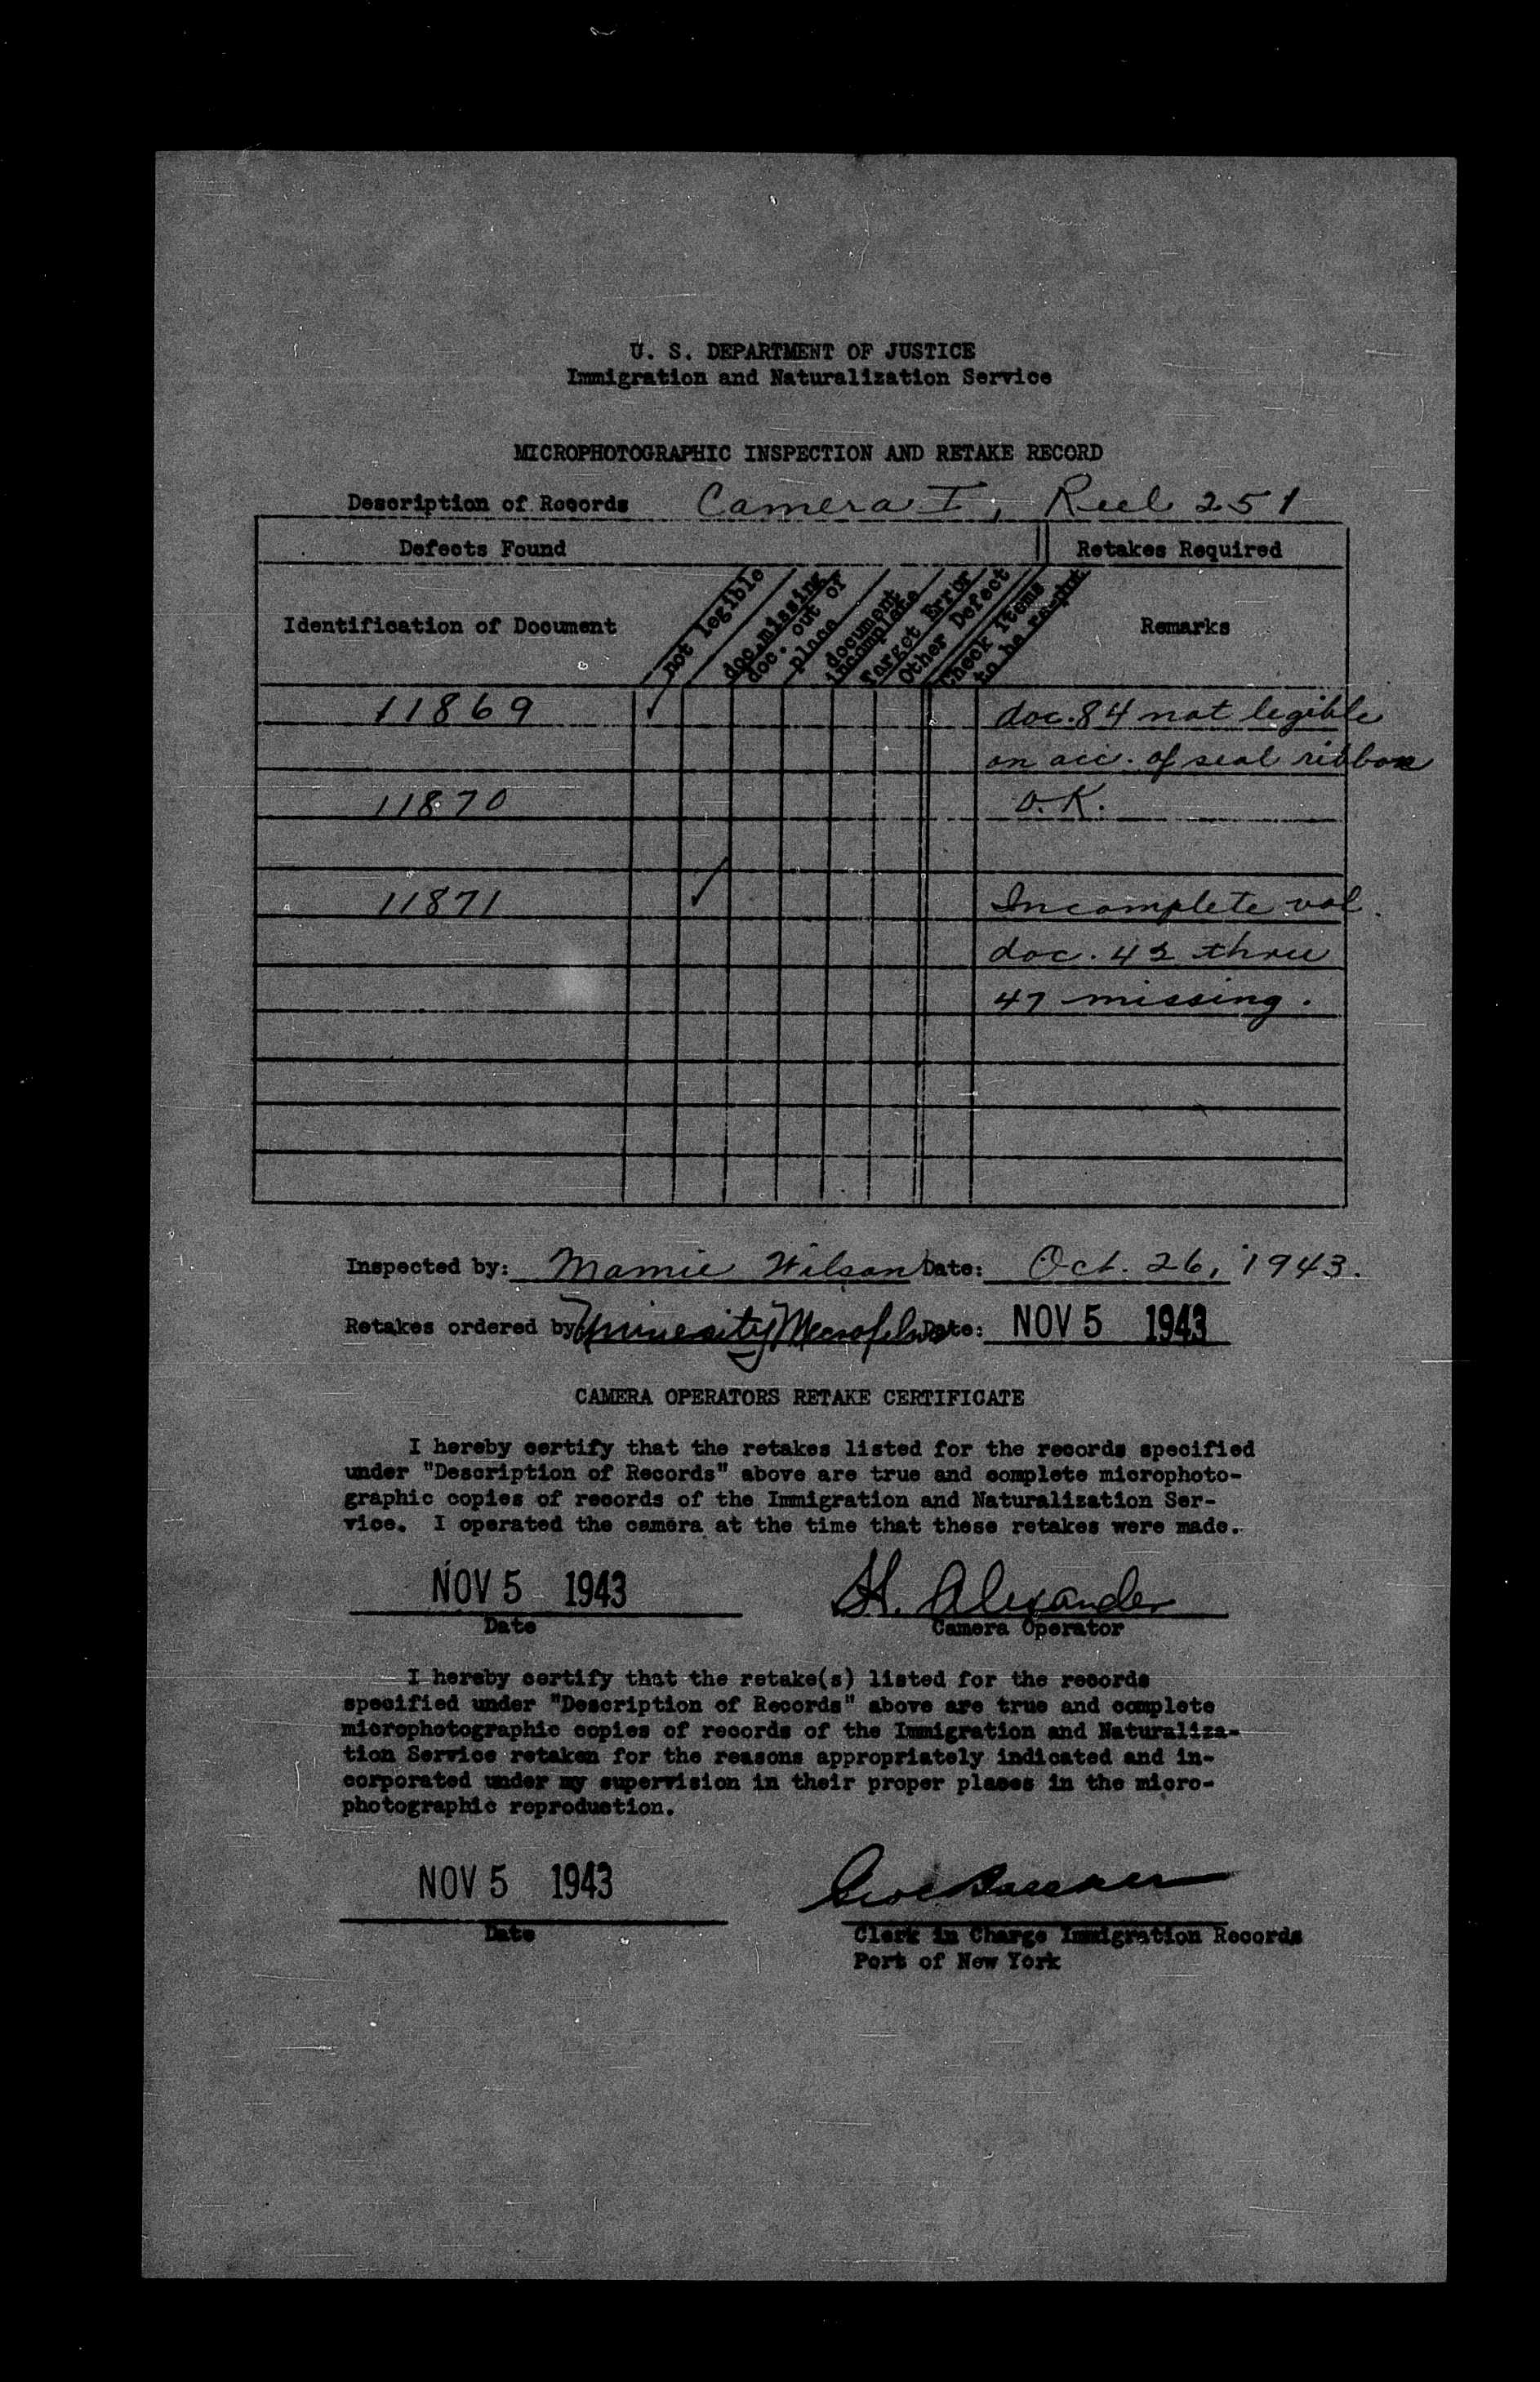 U. S. DEPARTMENT OF JUSTICE
Immigration and Naturalization Service
MICROPHOTOGRAPHIC INSPECTION AND RETAKE RECORD
Description of Records Camera I, Reel 251
Defects Found Retakes Required
Identification of Document
not legible
doc. missing
doc. out of
place
document
incomplete
Target Error
Other Defect
Check items
to be rephot
Remarks
11869 ✓ doc. 84 not legible
on acc. of seal ribbon
11870 O.K.
11871 ✓ Incomplete vol.
doc. 42 thru
47 missing.
Inspected by: Mamie Wilson Date: Oct. 26, 1943.
Retakes ordered by University Microfilms Date: NOV 5 1943
CAMERA OPERATORS RETAKE CERTIFICATE
I hereby certify that the retakes listed for the records specified
under "Description of Records" above are true and complete microphoto-
graphic copies of records of the Immigration and Naturalization Ser-
vice. I operated the camera at the time that these retakes were made.
NOV 5 1943 H. Alexander
Date Camera Operator
I hereby certify that the retake(s) listed for the records
specified under "Description of Records" above are true and complete
microphotographic copies of records of the Immigration and Naturaliza-
tion Service retaken for the reasons appropriately indicated and in-
corporated under my supervision in their proper places in the micro-
photographic reproduction.
NOV 5 1943
Date Clerk in Charge Immigration Records
Port of New York